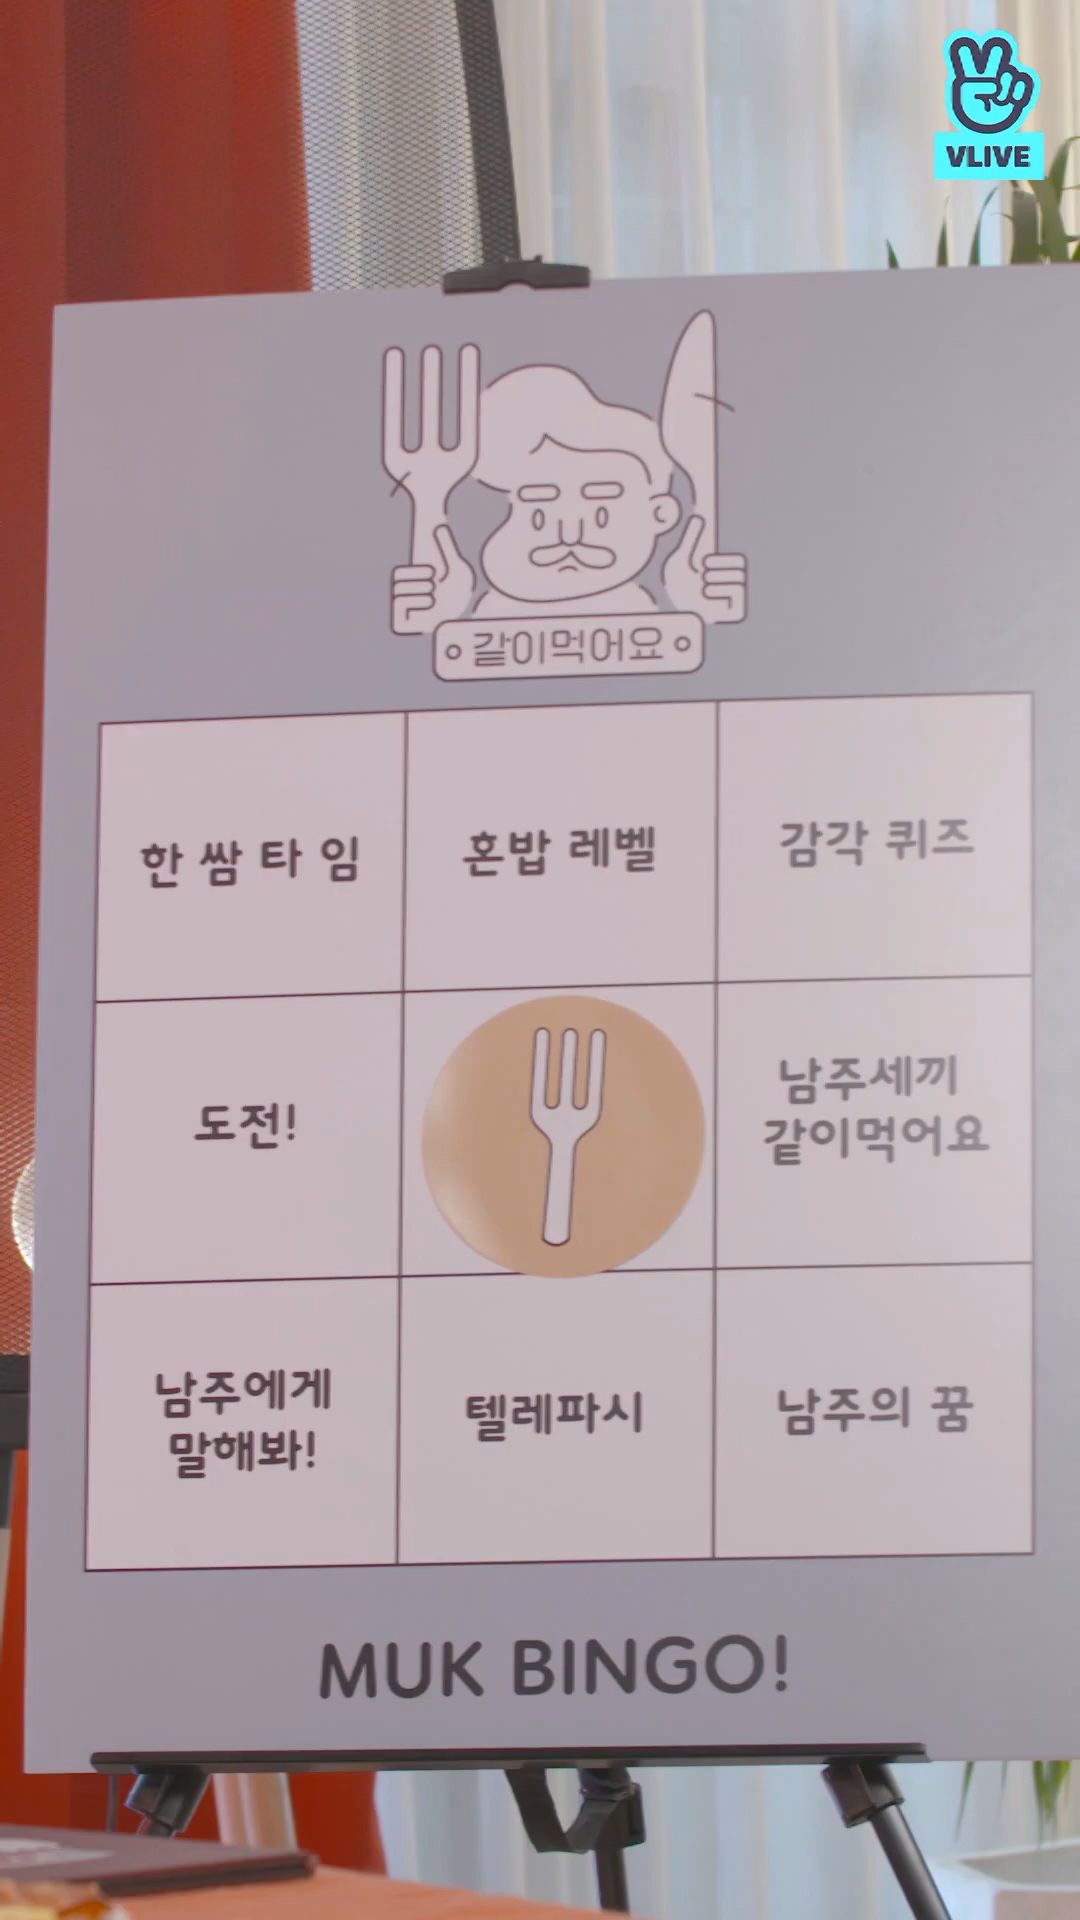 VLIVE
같이먹어요
한 쌈 타 임
혼밥 레벨
감각 퀴즈
도전!
남주세끼
같이먹어요
남주에게
말해봐!
텔레파시
남주의 꿈
MUK BINGO!